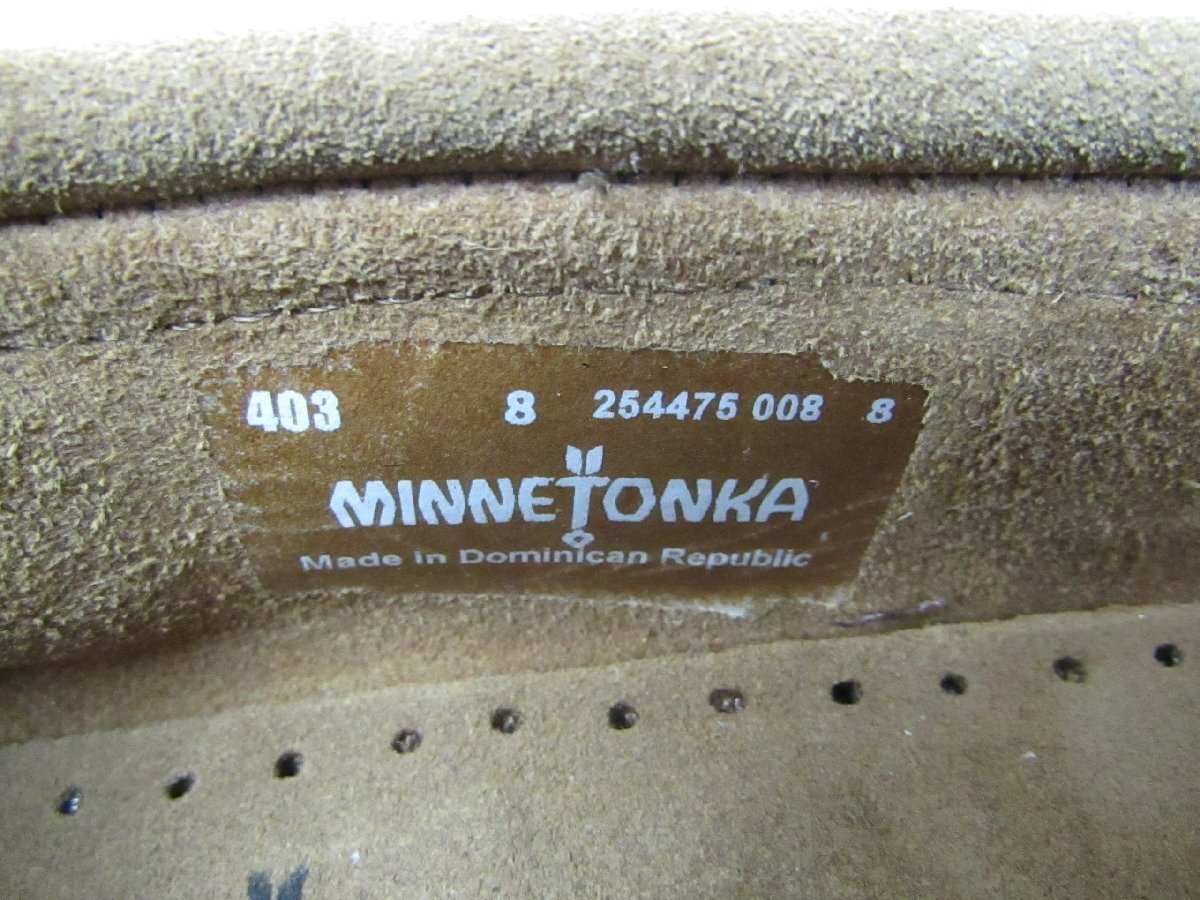 403 8 254475 008 8
MINNETONKA
Made in Dominican Republic